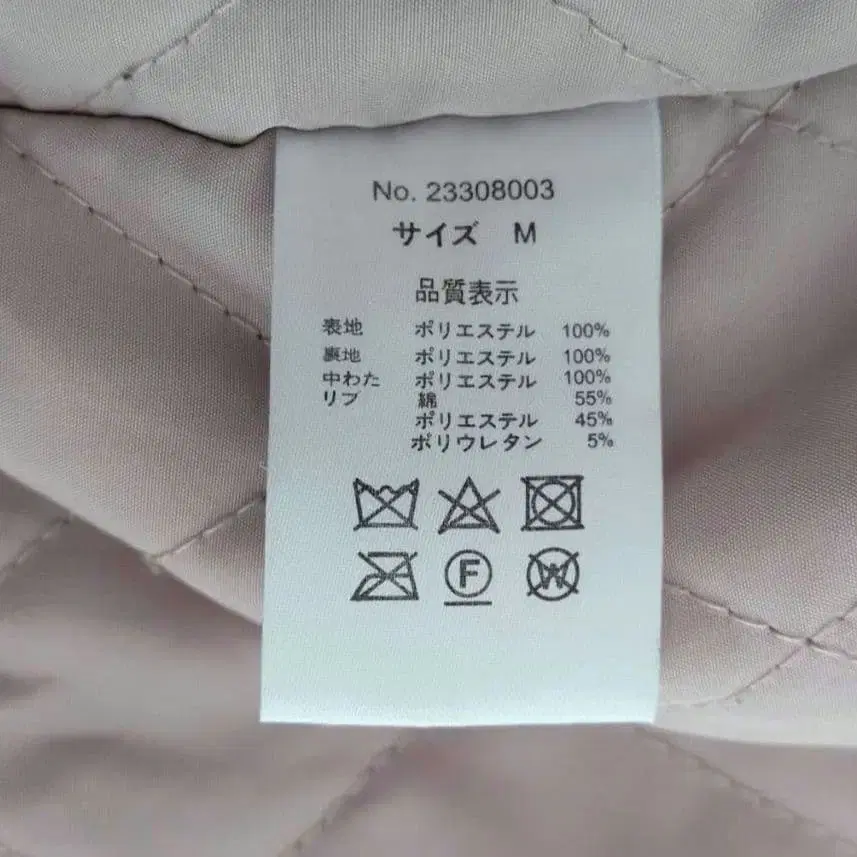 No. 23308003
サイズ M
品質表示
表地 ポリエステル 100%
裏地 ポリエステル 100%
中わた ポリエステル 100%
リブ 綿 55%
ポリエステル 45%
ポリウレタン 5%
F
W